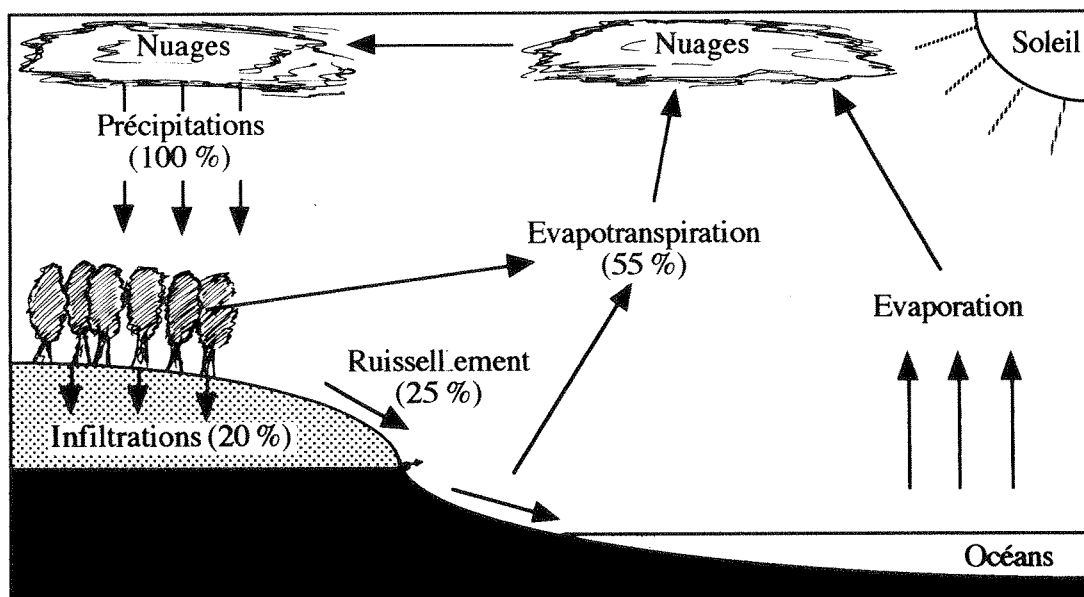 Nuages
Nuages
Soleil
Précipitations
(100 %)
Evapotranspiration
(55 %)
Evaporation
Ruissellement
(25 %)
Infiltrations (20 %)
Océans